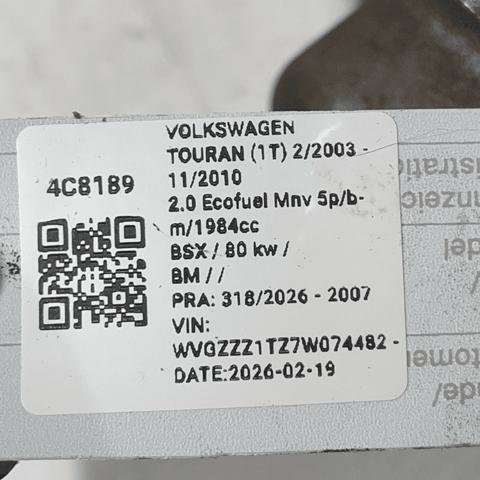 VOLKSWAGEN
TOURAN (1T) 2/2003 -
11/2010
2.0 Ecofuel Mnv 5p/b-
m/1984cc
BSX / 80 kw /
BM / /
PRA: 318/2026 - 2007
VIN:
WVGZZZ1TZ7W074482 -
DATE:2026-02-19
4C8189